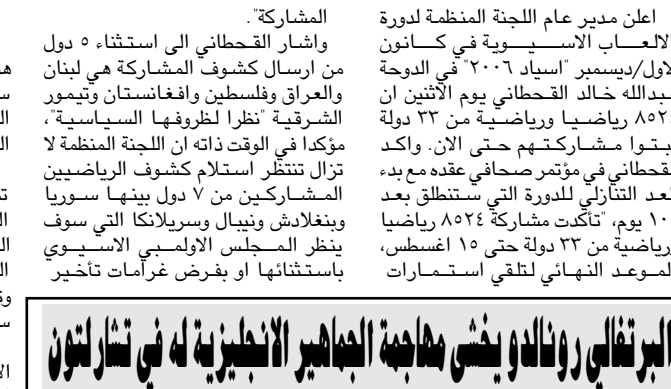 اعلن مدير عام اللجنة المنظمة لدورة
الالعاب الاسيوية في كانون
الاول/ديسمبر "اسياد ٢٠٠٦" في الدوحة
عبدالله خالد القحطاني يوم الاثنين ان
٨٥٢٤ رياضيا ورياضية من ٣٣ دولة
ثبتوا مشاركتهم حتى الان. واكد
القحطاني في مؤتمر صحافي عقده مع بدء
العد التنازلي للدورة التي ستنطلق بعد
يوم، "تأكدت مشاركة ٨٥٢٤ رياضيا
ورياضية من ٣٣ دولة حتى ١٥ اغسطس،
الموعد النهائي لتلقي استمارات
المشاركة".
واشار القحطاني الى استثناء ٥ دول
من ارسال كشوف المشاركة هي لبنان
والعراق وفلسطين وافغانستان وتيمور
الشرقية "نظرا لظروفها السياسية"،
مؤكدا في الوقت ذاته ان اللجنة المنظمة لا
تزال تنتظر استلام كشوف الرياضيين
المشاركين من ٧ دول بينها سوريا
وبنغلادش ونيبال وسريلانكا التي سوف
ينظر المجلس الاولمبي الاسيوي
باستثنائها او بفرض غرامات تأخير
البرتغالي رونالدو يخشى مهاجمة الجماهير الانجليزية له في تشارلتون